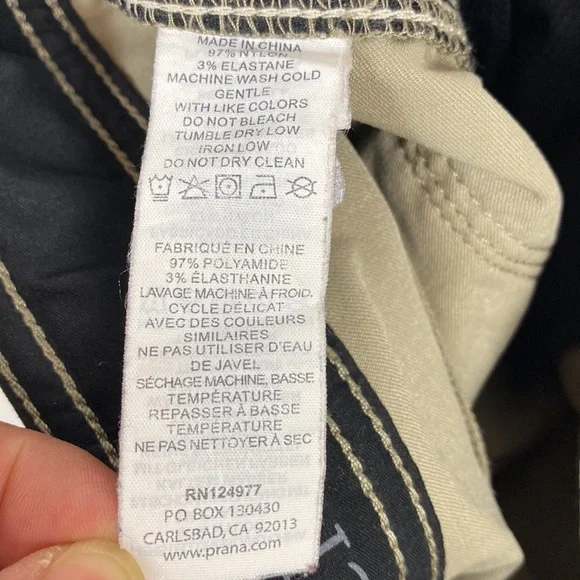 MADE IN CHINA
97% NYLON
3% ELASTANE
MACHINE WASH COLD
GENTLE
WITH LIKE COLORS
DO NOT BLEACH
TUMBLE DRY LOW
IRON LOW
DO NOT DRY CLEAN
FABRIQUÉ EN CHINE
97% POLYAMIDE
3% ÉLASTHANNE
LAVAGE MACHINE À FROID.
CYCLE DÉLICAT
AVEC DES COULEURS
SIMILAIRES
NE PAS UTILISER D'EAU
DE JAVEL
SÉCHAGE MACHINE, BASSE
TEMPÉRATURE
REPASSER À BASSE
TEMPÉRATURE
NE PAS NETTOYER À SEC
RN124977
PO BOX 130430
CARLSBAD, CA 92013
www.prana.com